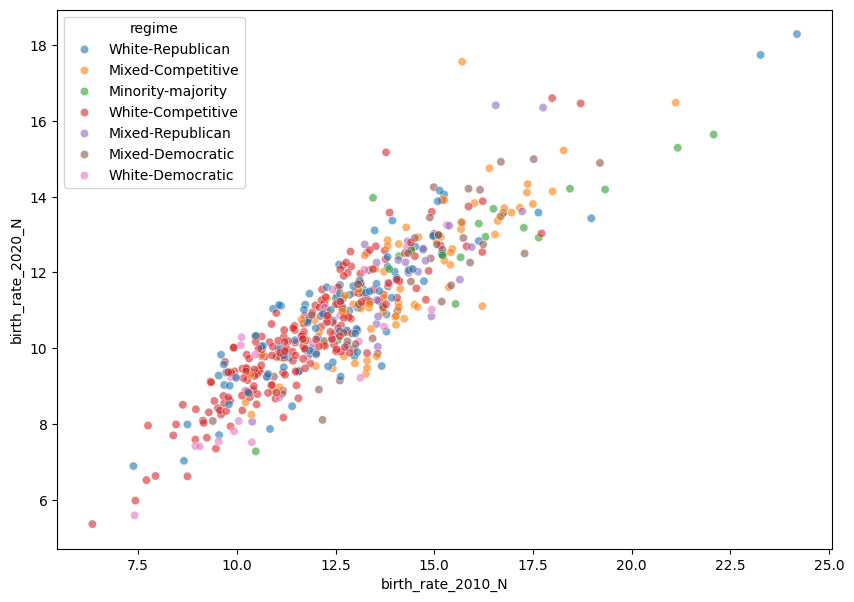 regime
White-Republican
Mixed-Competitive
Minority-majority
White-Competitive
Mixed-Republican
Mixed-Democratic
White-Democratic
18
16
14
12
10
8
6
birth_rate_2020_N
7.5 10.0 12.5 15.0 17.5 20.0 22.5 25.0
birth_rate_2010_N